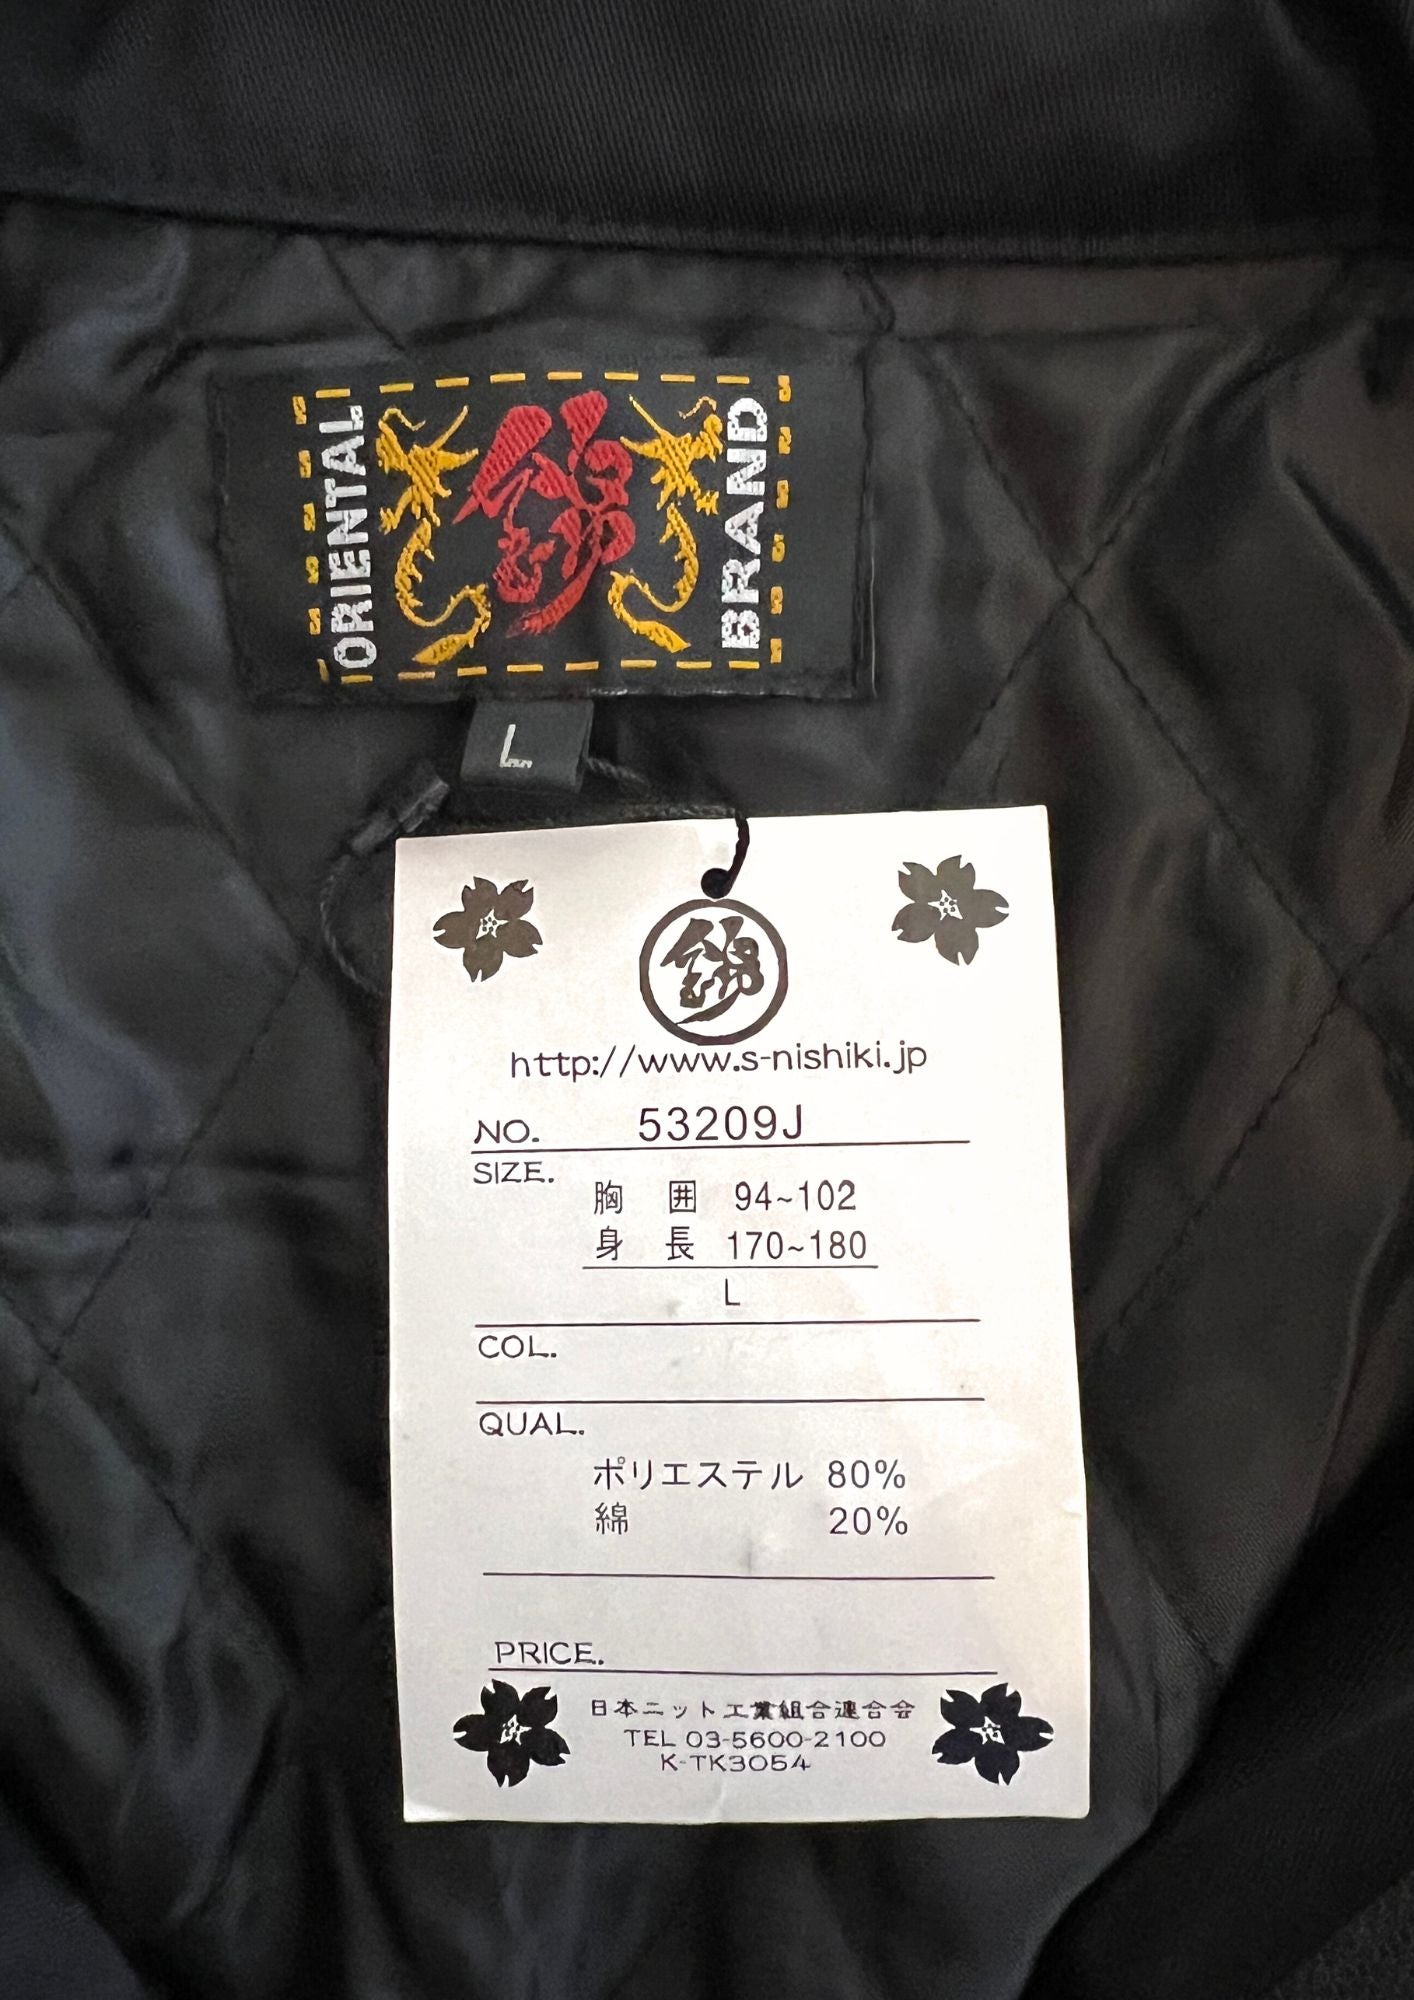 ORIENTAL
錦
BRAND
L
錦
http://www.s-nishiki.jp
NO. 53209J
SIZE.
胸 囲 94~102
身 長 170~180
L
COL.
QUAL.
ポリエステル 80%
綿 20%
PRICE.
日本ニット工業組合連合会
TEL 03-5600-2100
K-TK3054